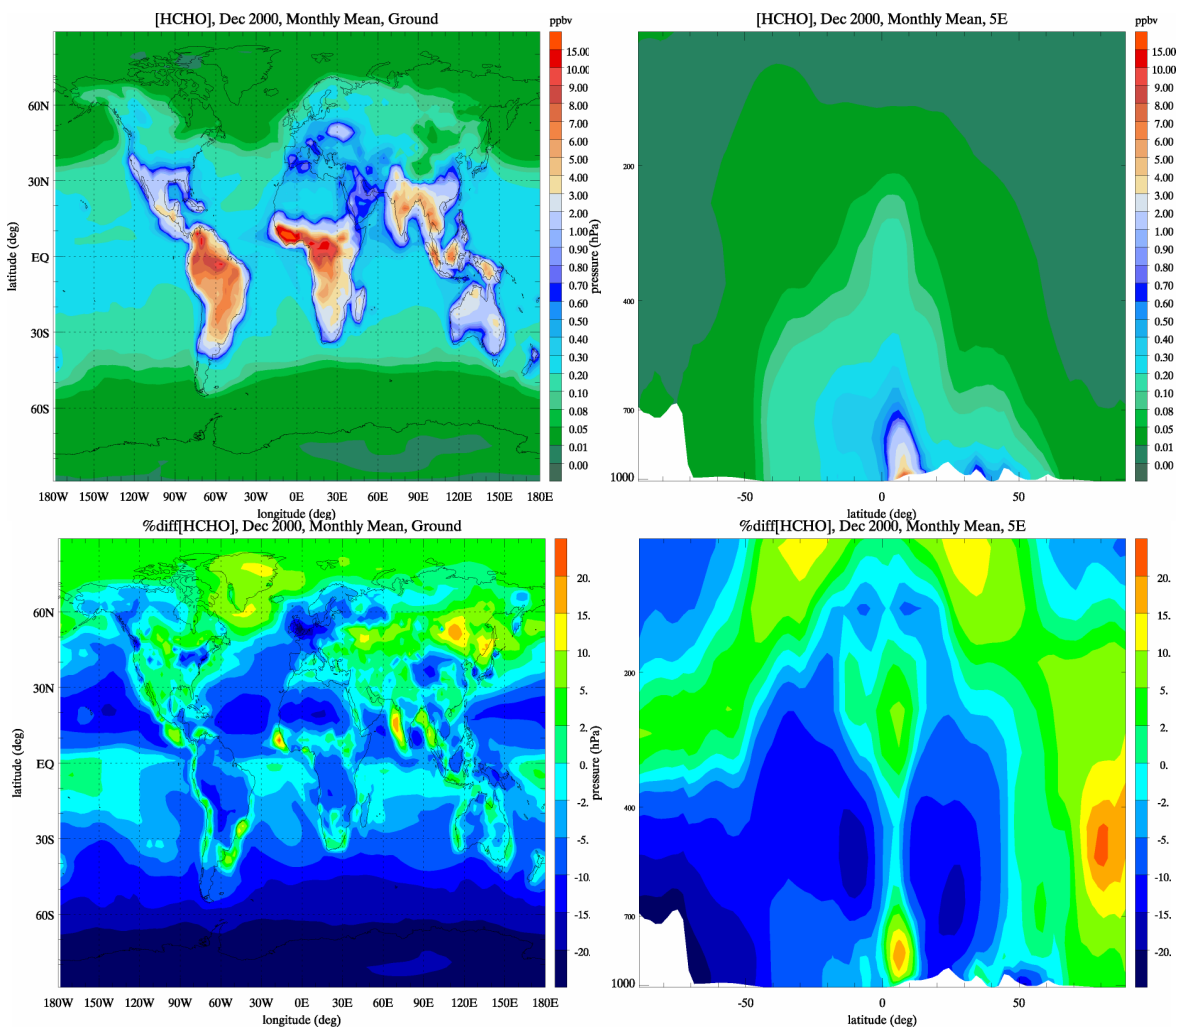 [HCHO], Dec 2000, Monthly Mean, Ground
ppbv
60N
30N
EQ
30S
60S
latitude (deg)
180W 150W 120W 90W 60W 30W 0E 30E 60E 90E 120E 150E 180E
longitude (deg)
15.00
10.00
9.00
8.00
7.00
6.00
5.00
4.00
3.00
2.00
1.00
0.90
0.80
0.70
0.60
0.50
0.40
0.30
0.20
0.10
0.08
0.05
0.01
0.00
[HCHO], Dec 2000, Monthly Mean, 5E
ppbv
200
400
700
1000
pressure (hPa)
-50 0 50
latitude (deg)
15.00
10.00
9.00
8.00
7.00
6.00
5.00
4.00
3.00
2.00
1.00
0.90
0.80
0.70
0.60
0.50
0.40
0.30
0.20
0.10
0.08
0.05
0.01
0.00
%diff[HCHO], Dec 2000, Monthly Mean, Ground
60N
30N
EQ
30S
60S
latitude (deg)
180W 150W 120W 90W 60W 30W 0E 30E 60E 90E 120E 150E 180E
longitude (deg)
20.
15.
10.
5.
2.
0.
-2.
-5.
-10.
-15.
-20.
%diff[HCHO], Dec 2000, Monthly Mean, 5E
200
400
700
1000
pressure (hPa)
-50 0 50
latitude (deg)
20.
15.
10.
5.
2.
0.
-2.
-5.
-10.
-15.
-20.